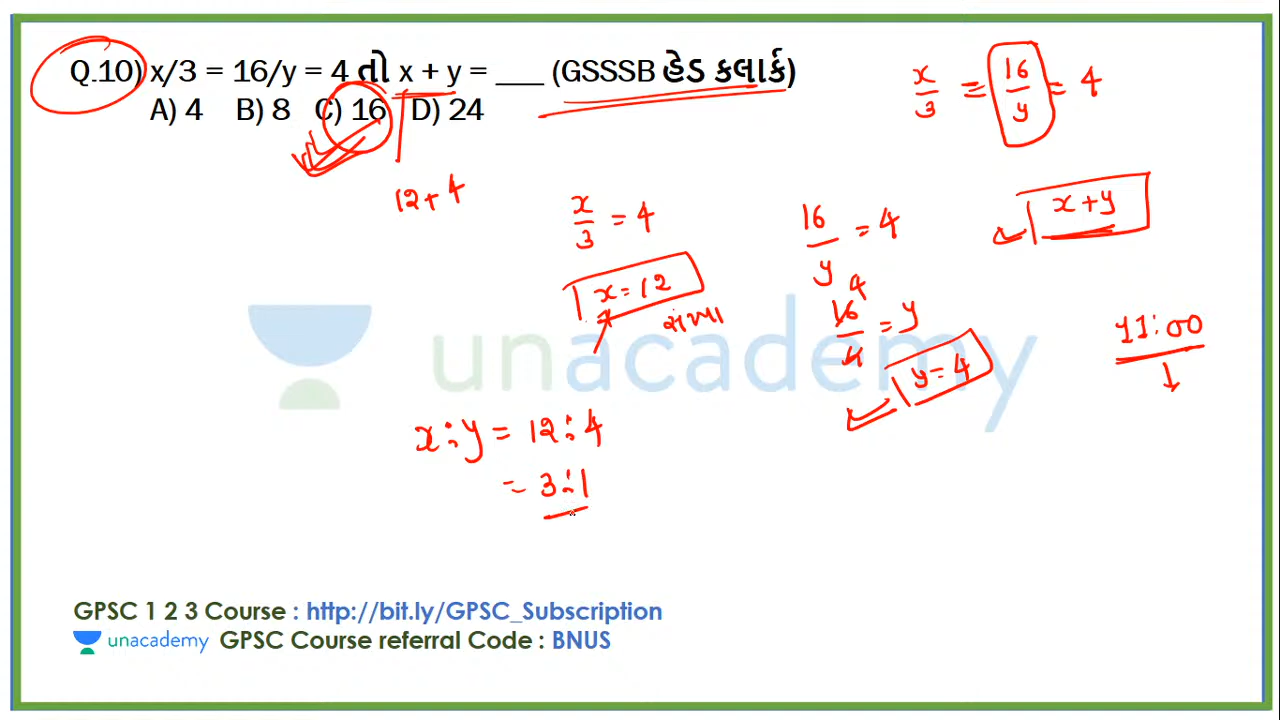 Q.10) x/3 = 16/y = 4 તો x + y = ___ (GSSSB હેડ ક્લાર્ક)
A) 4 B) 8 C) 16 D) 24
x/3 = 16/y = 4
12 + 4
x/3 = 4
x = 12
સંખ્યા
16/y = 4
16/4 = y
4
y = 4
x + y
11:00
x : y = 12 : 4
= 3 : 1
unacademy
GPSC 1 2 3 Course : http://bit.ly/GPSC_Subscription
unacademy GPSC Course referral Code : BNUS